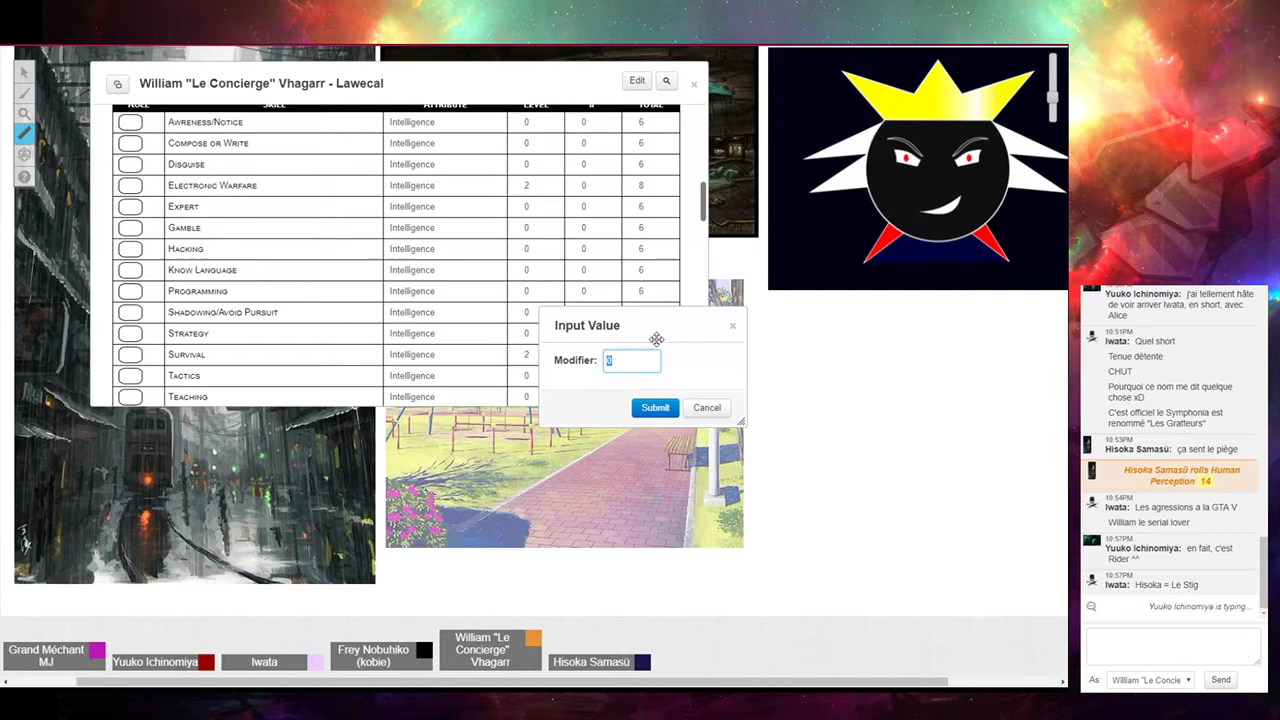 William "Le Concierge" Vhagarr - Lawecal
Edit
ROLL SKILL ATTRIBUTE LEVEL TOTAL
Awreness/Notice Intelligence 0 0 6
Compose or Write Intelligence 0 0 6
Disguise Intelligence 0 0 6
Electronic Warfare Intelligence 2 0 8
Expert Intelligence 0 0 6
Gamble Intelligence 0 0 6
Hacking Intelligence 0 0 6
Know Language Intelligence 0 0 6
Programming Intelligence 0 0 6
Shadowing/Avoid Pursuit Intelligence 0
Strategy Intelligence 0
Survival Intelligence 2
Tactics Intelligence 0
Teaching Intelligence 0
Input Value
Modifier: 0
Submit Cancel
Yuuko Ichinomiya: j'ai tellement hâte
de voir arriver Iwata, en short, avec
Alice
10:51PM
Iwata: Quel short
Tenue détente
CHUT
Pourquoi ce nom me dit quelque
chose xD
C'est officiel le Symphonia est
renommé "Les Gratteurs"
10:53PM
Hisoka Samasü: ça sent le piège
Hisoka Samasü rolls Human
Perception 14
10:54PM
Iwata: Les agressions a la GTA V
William le serial lover
10:57PM
Yuuko Ichinomiya: en fait, c'est
Rider ^^
10:57PM
Iwata: Hisoka = Le Stig
Yuuko Ichinomiya is typing...
As: William "Le Concie Send
Grand Méchant
MJ
Yuuko Ichinomiya
Iwata
Frey Nobuhiko
(kobie)
William "Le
Concierge"
Vhagarr
Hisoka Samasü